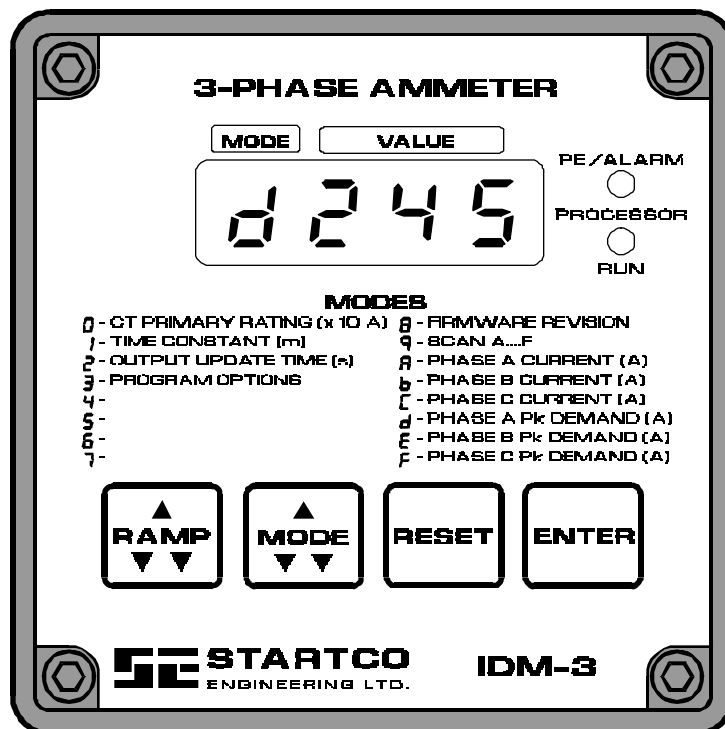 3-PHASE AMMETER
MODE VALUE
d245
PE/ALARM
PROCESSOR
RUN
MODES
0 - CT PRIMARY RATING (x 10 A)
1 - TIME CONSTANT (m)
2 - OUTPUT UPDATE TIME (s)
3 - PROGRAM OPTIONS
4 -
5 -
6 -
7 -
8 - FIRMWARE REVISION
9 - SCAN A...F
A - PHASE A CURRENT (A)
b - PHASE B CURRENT (A)
C - PHASE C CURRENT (A)
d - PHASE A Pk DEMAND (A)
E - PHASE B Pk DEMAND (A)
F - PHASE C Pk DEMAND (A)
RAMP
MODE
RESET
ENTER
STARTCO
ENGINEERING LTD.
IDM-3